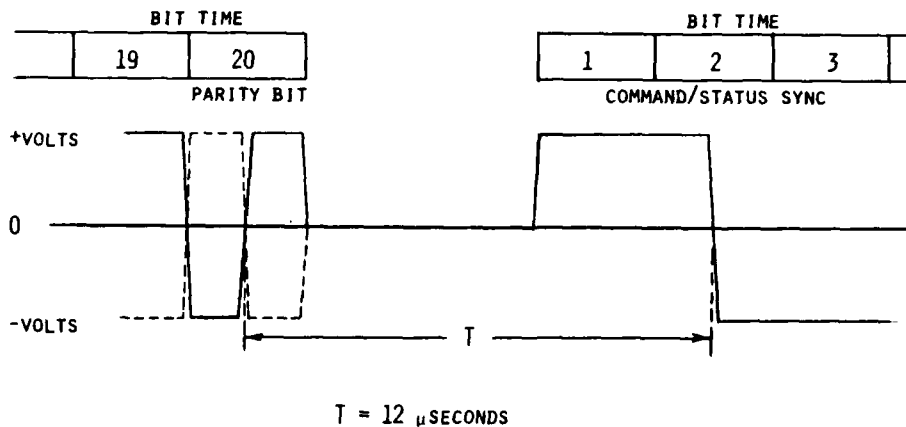 BIT TIME
BIT TIME
19
20
1
2
3
PARITY BIT
COMMAND/STATUS SYNC
+VOLTS
0
-VOLTS
T
T = 12 μSECONDS